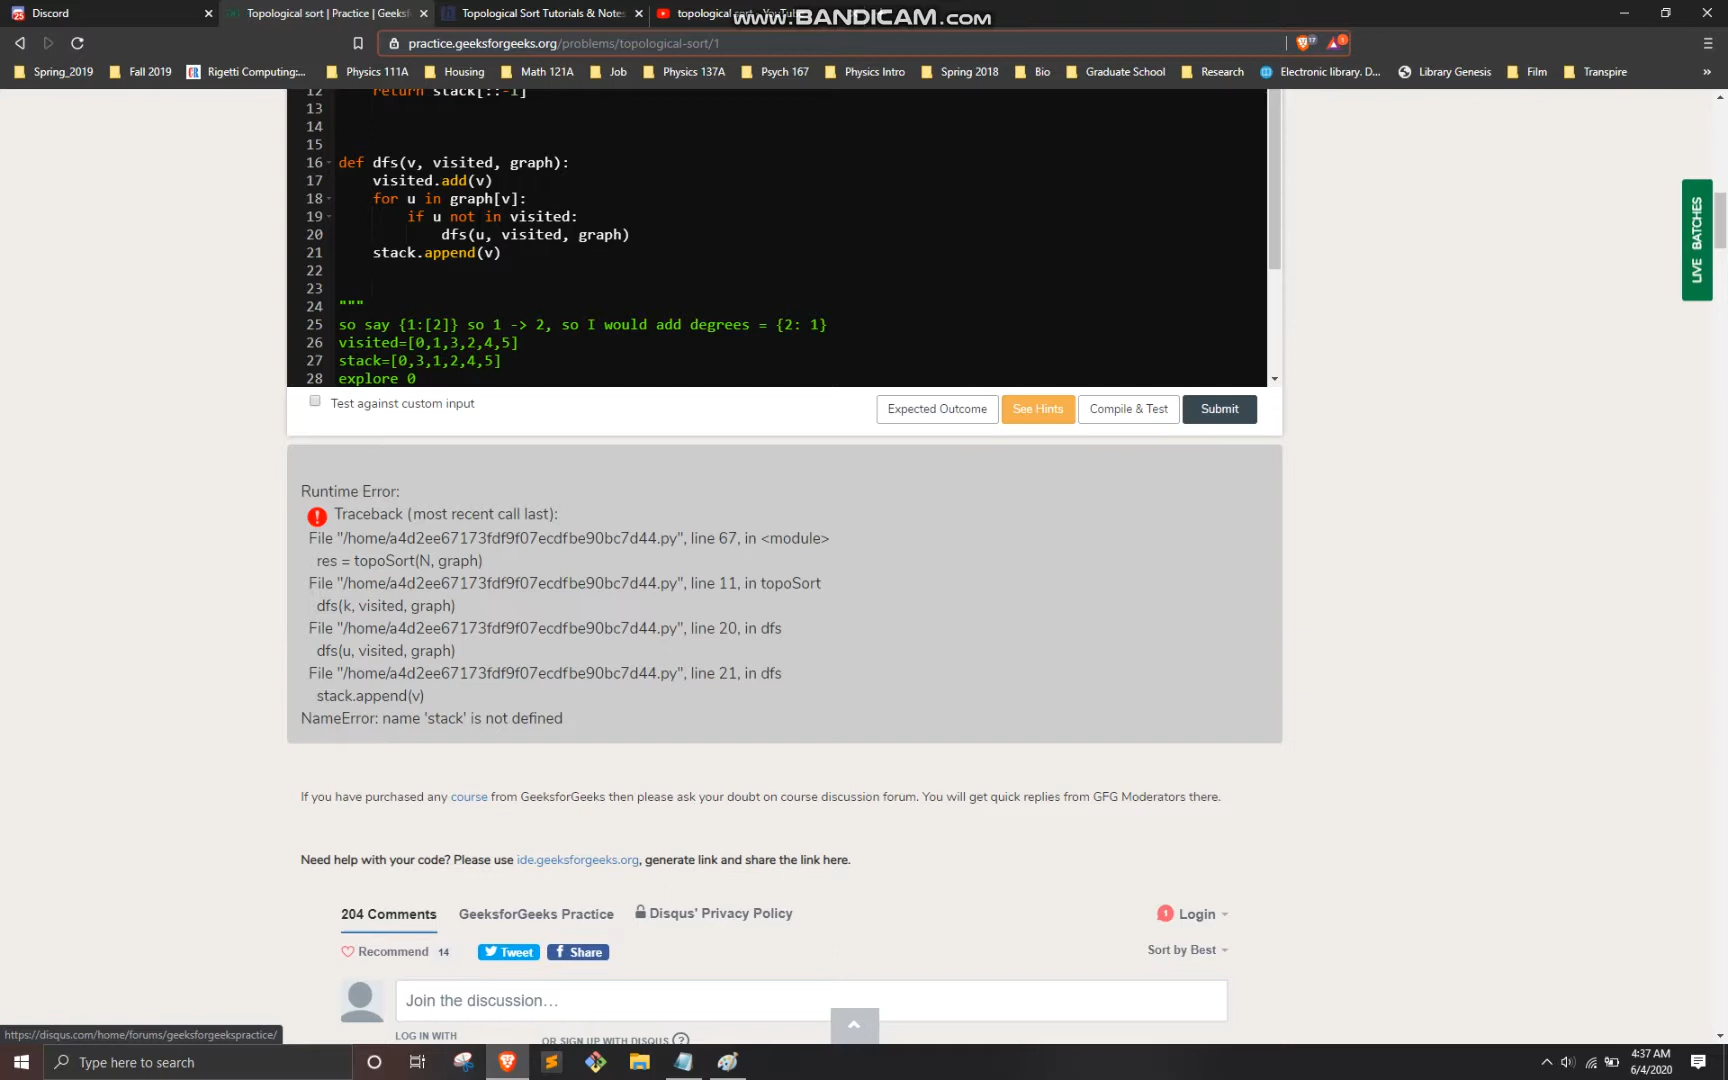 Discord
Topological sort | Practice | Geeks
Topological Sort Tutorials & Notes
topological sort - YouTu
www.BANDICAM.com
practice.geeksforgeeks.org/problems/topological-sort/1
17
1
Spring_2019
Fall 2019
Rigetti Computing:...
Physics 111A
Housing
Math 121A
Job
Physics 137A
Psych 167
Physics Intro
Spring 2018
Bio
Graduate School
Research
Electronic library. D...
Library Genesis
Film
Transpire
»
12 return stack[::-1]
13
14
15
16 def dfs(v, visited, graph):
17 visited.add(v)
18 for u in graph[v]:
19 if u not in visited:
20 dfs(u, visited, graph)
21 stack.append(v)
22
23
24 """
25 so say {1:[2]} so 1 -> 2, so I would add degrees = {2: 1}
26 visited=[0,1,3,2,4,5]
27 stack=[0,3,1,2,4,5]
28 explore 0
LIVE BATCHES
Test against custom input
Expected Outcome
See Hints
Compile & Test
Submit
Runtime Error:
Traceback (most recent call last):
File "/home/a4d2ee67173fdf9f07ecdfbe90bc7d44.py", line 67, in <module>
res = topoSort(N, graph)
File "/home/a4d2ee67173fdf9f07ecdfbe90bc7d44.py", line 11, in topoSort
dfs(k, visited, graph)
File "/home/a4d2ee67173fdf9f07ecdfbe90bc7d44.py", line 20, in dfs
dfs(u, visited, graph)
File "/home/a4d2ee67173fdf9f07ecdfbe90bc7d44.py", line 21, in dfs
stack.append(v)
NameError: name 'stack' is not defined
If you have purchased any course from GeeksforGeeks then please ask your doubt on course discussion forum. You will get quick replies from GFG Moderators there.
Need help with your code? Please use ide.geeksforgeeks.org, generate link and share the link here.
204 Comments
GeeksforGeeks Practice
Disqus' Privacy Policy
1
Login
Recommend 14
Tweet
Share
Sort by Best
Join the discussion…
LOG IN WITH
OR SIGN UP WITH DISQUS ?
https://disqus.com/home/forums/geeksforgeekspractice/
Type here to search
4:37 AM
6/4/2020